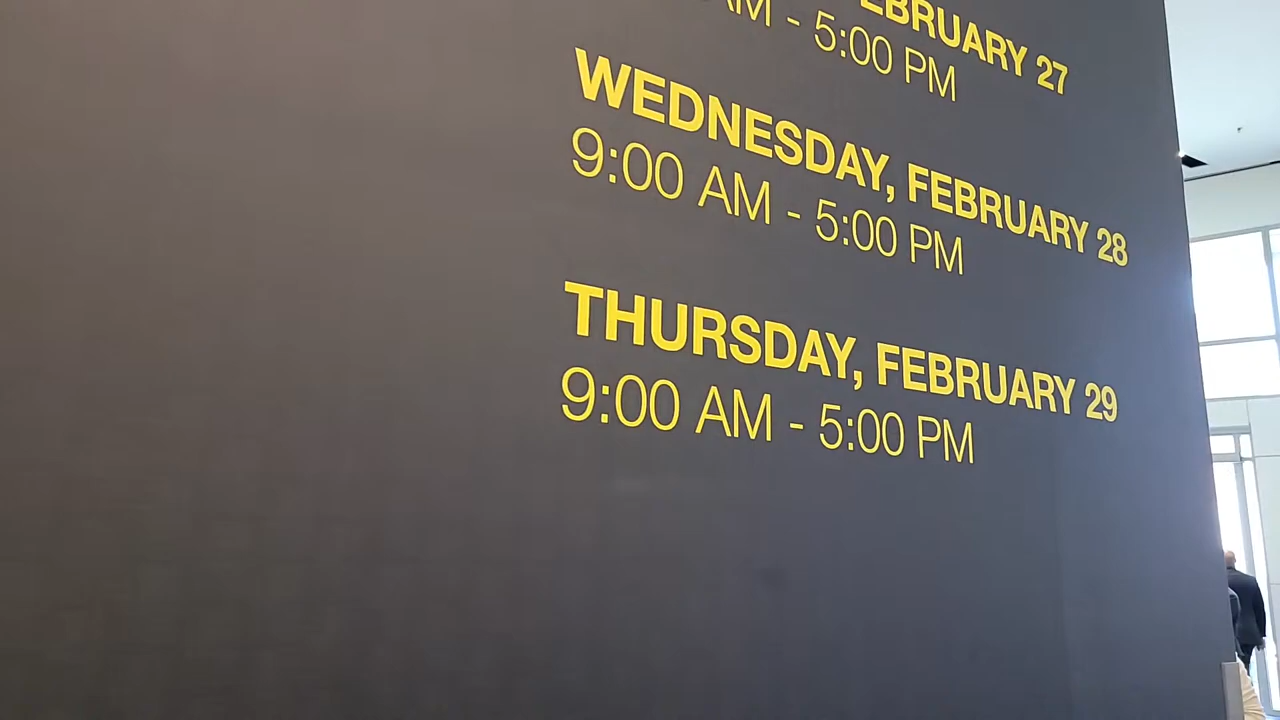 FEBRUARY 27
AM - 5:00 PM
WEDNESDAY, FEBRUARY 28
9:00 AM - 5:00 PM
THURSDAY, FEBRUARY 29
9:00 AM - 5:00 PM